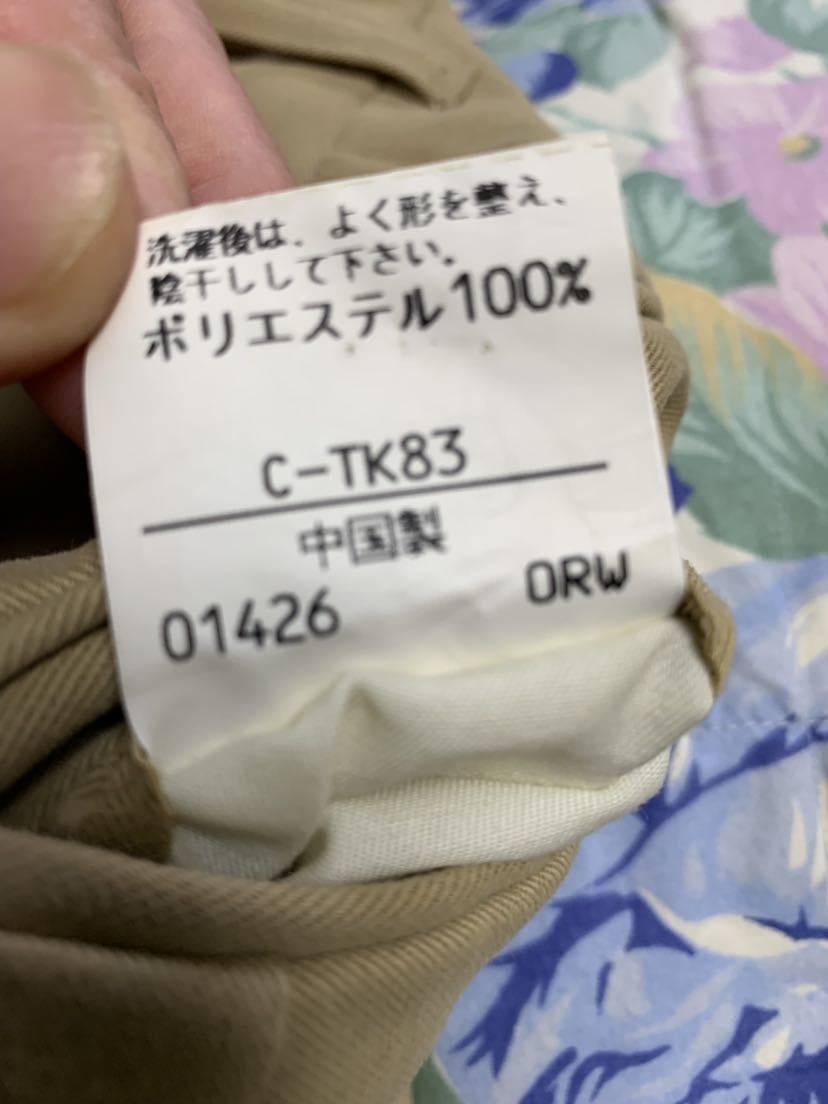 洗濯後は、よく形を整え、
陰干しして下さい。
ポリエステル100%
C-TK83
中国製
01426 ORW